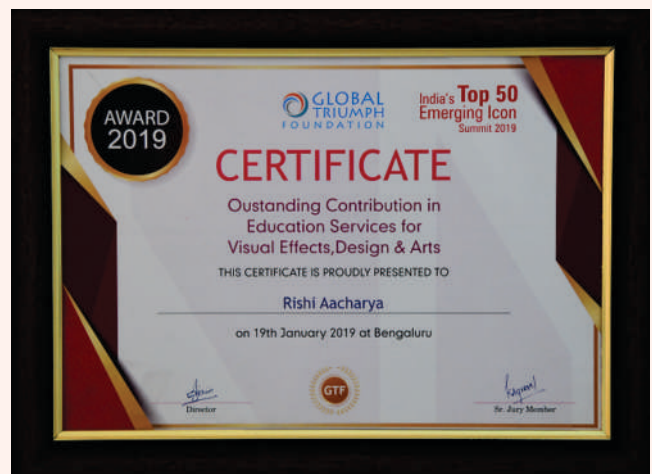 AWARD
2019
GLOBAL
TRIUMPH
FOUNDATION
India's Top 50
Emerging Icon
Summit 2019
CERTIFICATE
Oustanding Contribution in
Education Services for
Visual Effects,Design & Arts
THIS CERTIFICATE IS PROUDLY PRESENTED TO
Rishi Aacharya
on 19th January 2019 at Bengaluru
GTF
Director
Sr. Jury Member